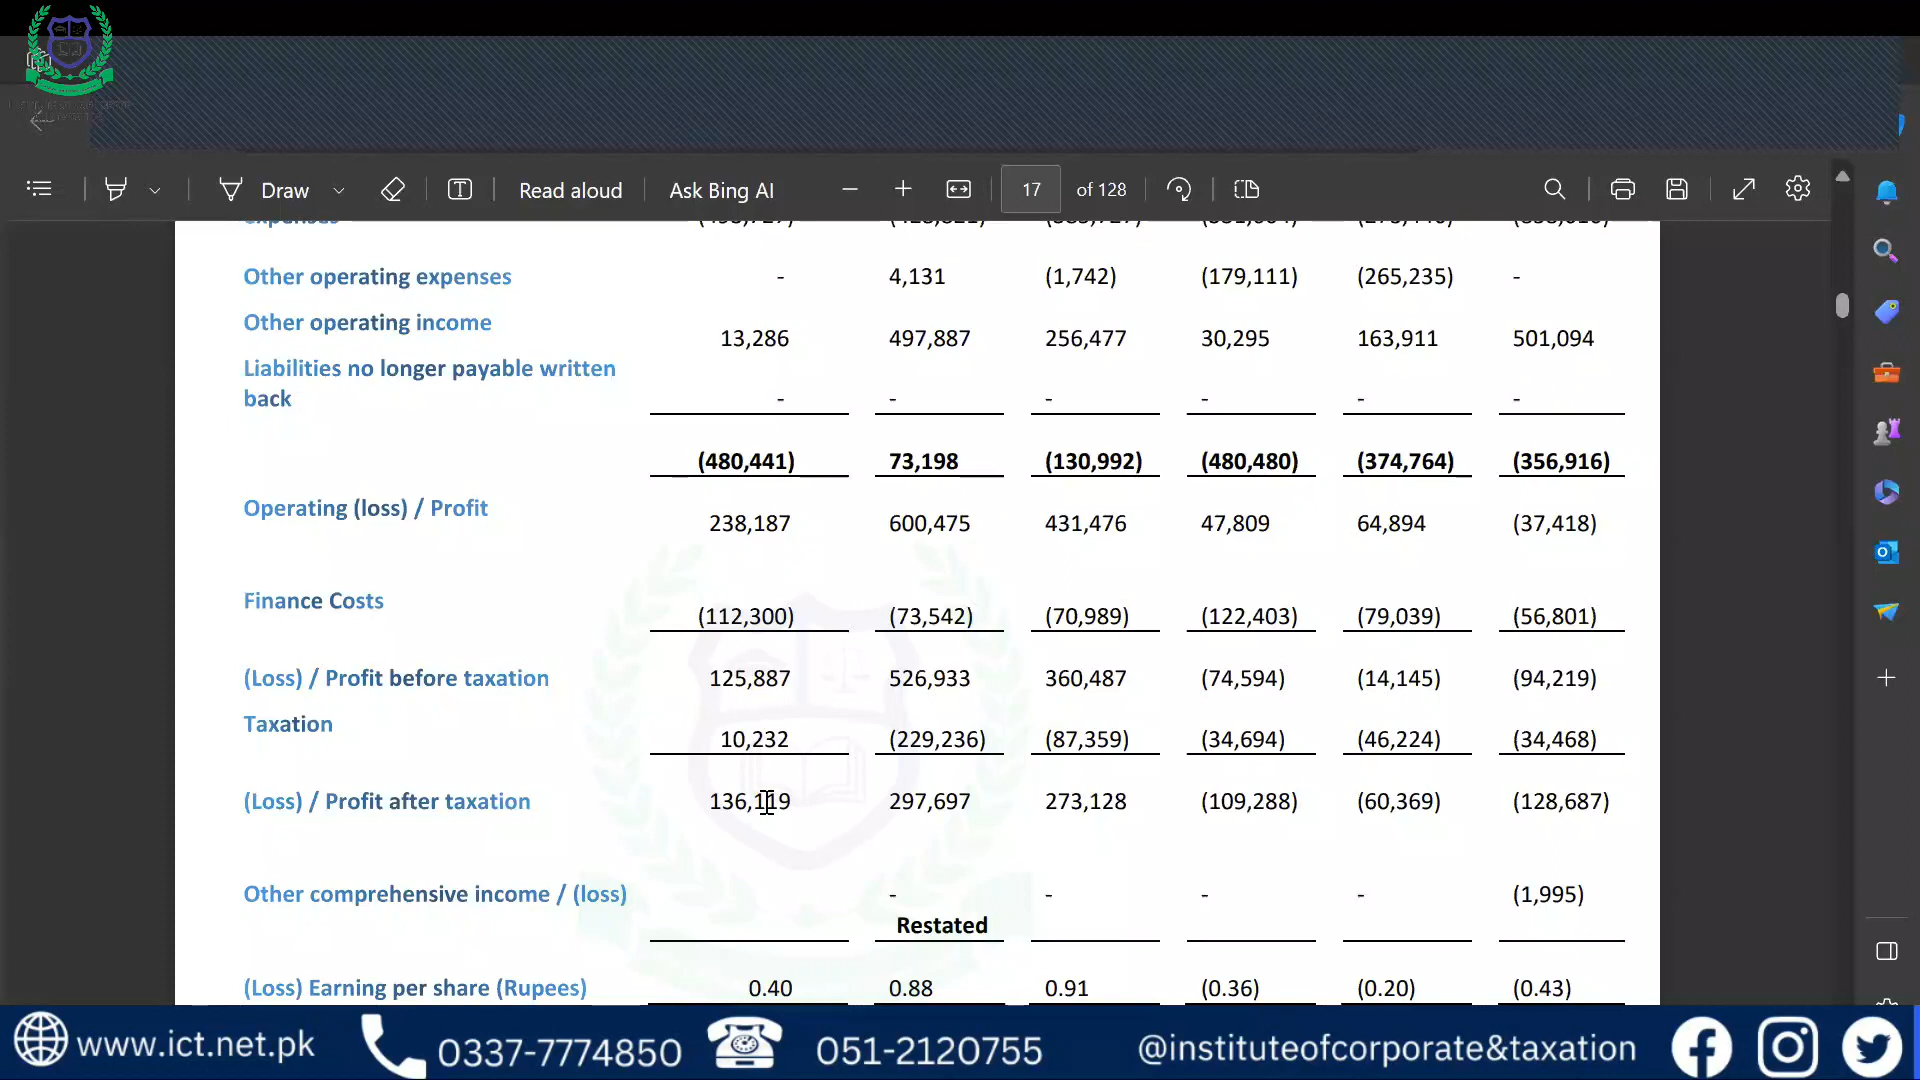 Draw
Read aloud
Ask Bing AI
17 of 128
Other operating expenses - 4,131 (1,742) (179,111) (265,235) -
Other operating income 13,286 497,887 256,477 30,295 163,911 501,094
Liabilities no longer payable written
back - - - - - -
(480,441) 73,198 (130,992) (480,480) (374,764) (356,916)
Operating (loss) / Profit 238,187 600,475 431,476 47,809 64,894 (37,418)
Finance Costs (112,300) (73,542) (70,989) (122,403) (79,039) (56,801)
(Loss) / Profit before taxation 125,887 526,933 360,487 (74,594) (14,145) (94,219)
Taxation 10,232 (229,236) (87,359) (34,694) (46,224) (34,468)
(Loss) / Profit after taxation 136,119 297,697 273,128 (109,288) (60,369) (128,687)
Other comprehensive income / (loss) - - - - (1,995)
Restated
(Loss) Earning per share (Rupees) 0.40 0.88 0.91 (0.36) (0.20) (0.43)
www.ict.net.pk 0337-7774850 051-2120755 @instituteofcorporate&taxation